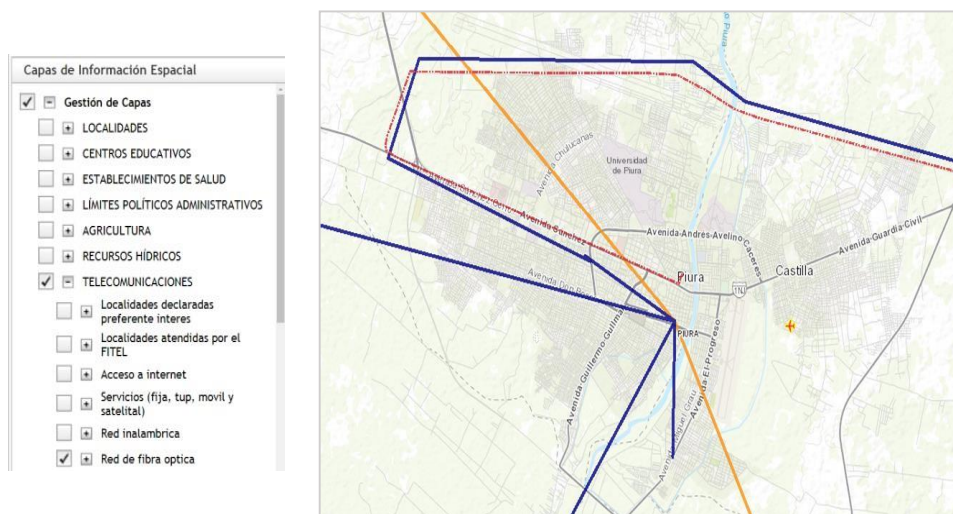 Capas de Información Espacial
Gestión de Capas
LOCALIDADES
CENTROS EDUCATIVOS
ESTABLECIMIENTOS DE SALUD
LÍMITES POLÍTICOS ADMINISTRATIVOS
AGRICULTURA
RECURSOS HÍDRICOS
TELECOMUNICACIONES
Localidades declaradas
preferente interes
Localidades atendidas por el
FITEL
Acceso a internet
Servicios (fija, tup, movil y
satelital)
Red inalambrica
Red de fibra optica
Piura
Avenida Chulucanas
Universidad
de Piura
Avenida Sanchez
Avenida Andrés Avelino Caceres
Avenida Guardia Civil
Piura
Castilla
1N
PIURA
Avenida Guillermo
Avenida El Progreso
Miguel Grau